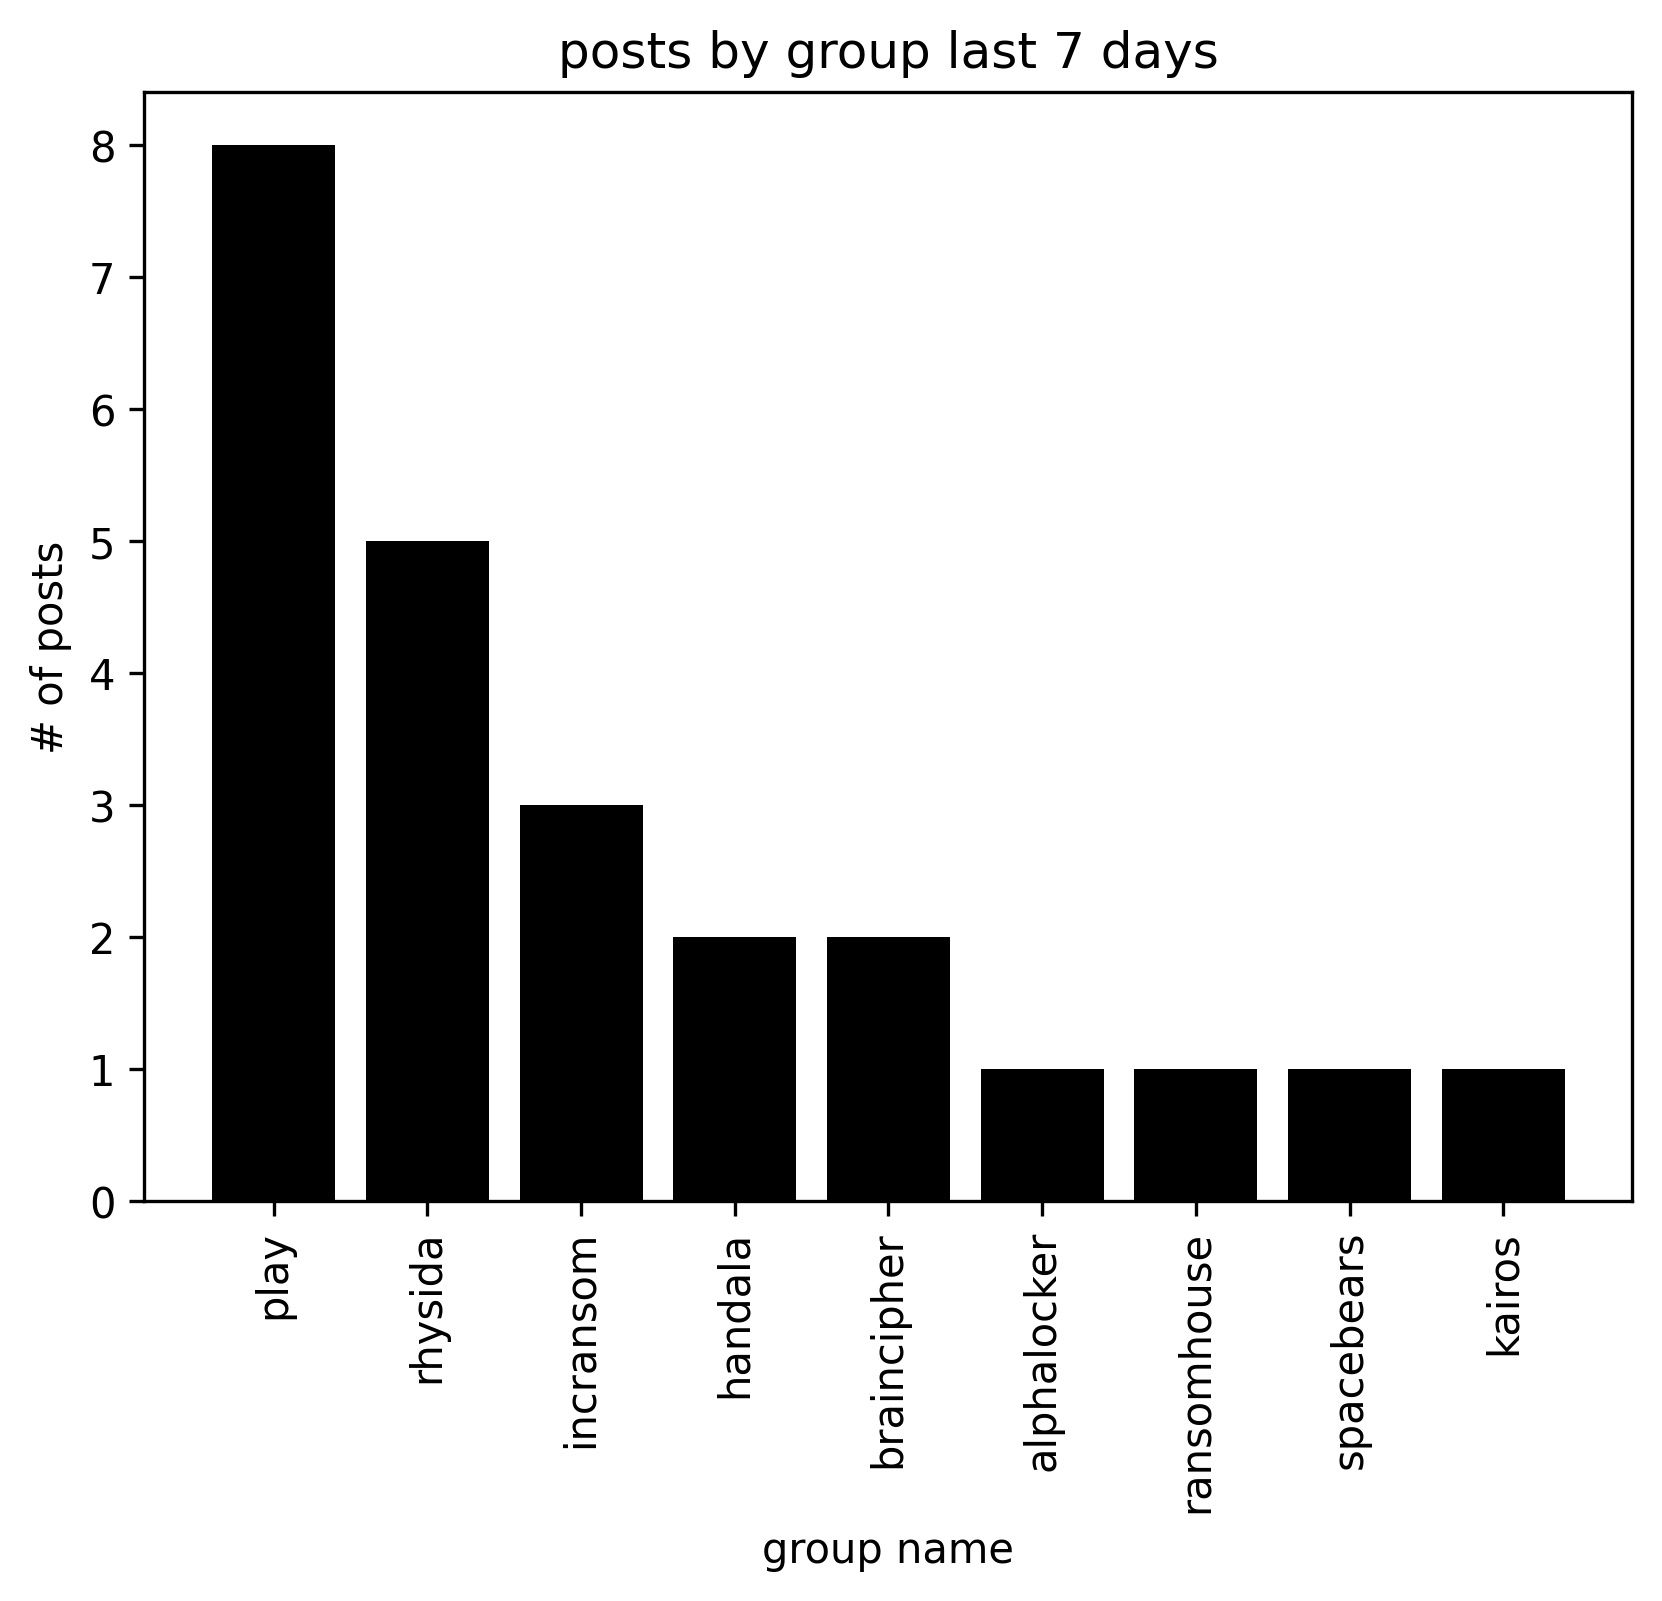 posts by group last 7 days
# of posts
8
7
6
5
4
3
2
1
0
play
rhysida
incransom
handala
braincipher
alphalocker
ransomhouse
spacebears
kairos
group name